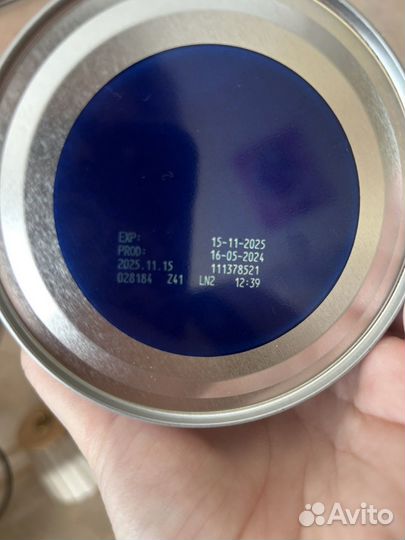 EXP: 15-11-2025
PROD: 16-05-2024
2025.11.15 111378521
028184 Z41 LN2 12:39
Avito